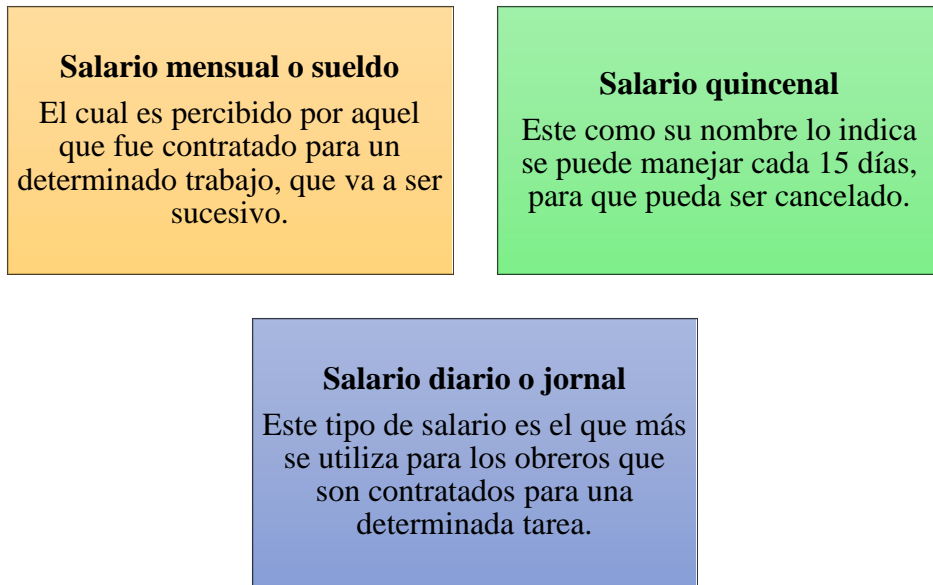 Salario mensual o sueldo
El cual es percibido por aquel
que fue contratado para un
determinado trabajo, que va a ser
sucesivo.
Salario quincenal
Este como su nombre lo indica
se puede manejar cada 15 días,
para que pueda ser cancelado.
Salario diario o jornal
Este tipo de salario es el que más
se utiliza para los obreros que
son contratados para una
determinada tarea.